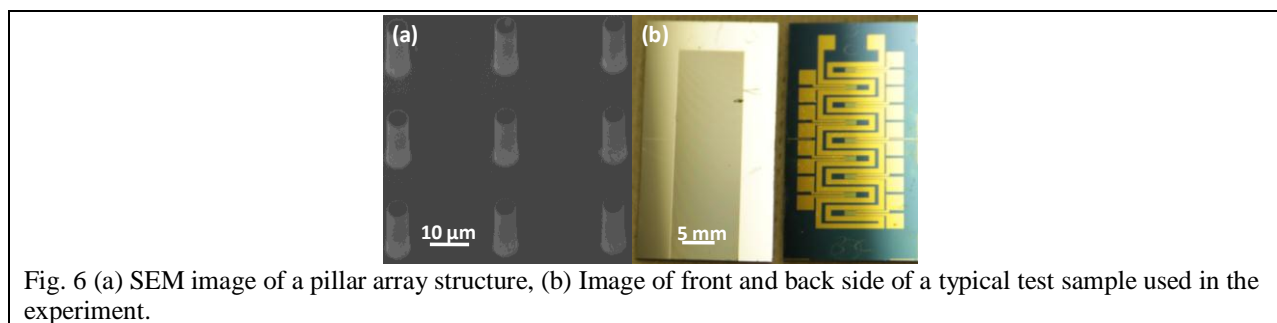 (a)
(b)
10 µm
5 mm
Fig. 6 (a) SEM image of a pillar array structure, (b) Image of front and back side of a typical test sample used in the
experiment.